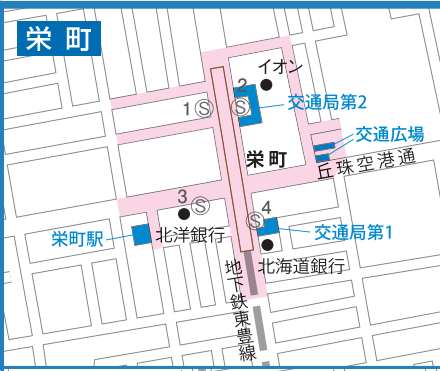 栄町
イオン
2
1 Ⓢ
Ⓢ
交通局第2
交通広場
栄町
丘珠空港通
3
Ⓢ
4
Ⓢ
栄町駅
北洋銀行
交通局第1
北海道銀行
地下鉄東豊線